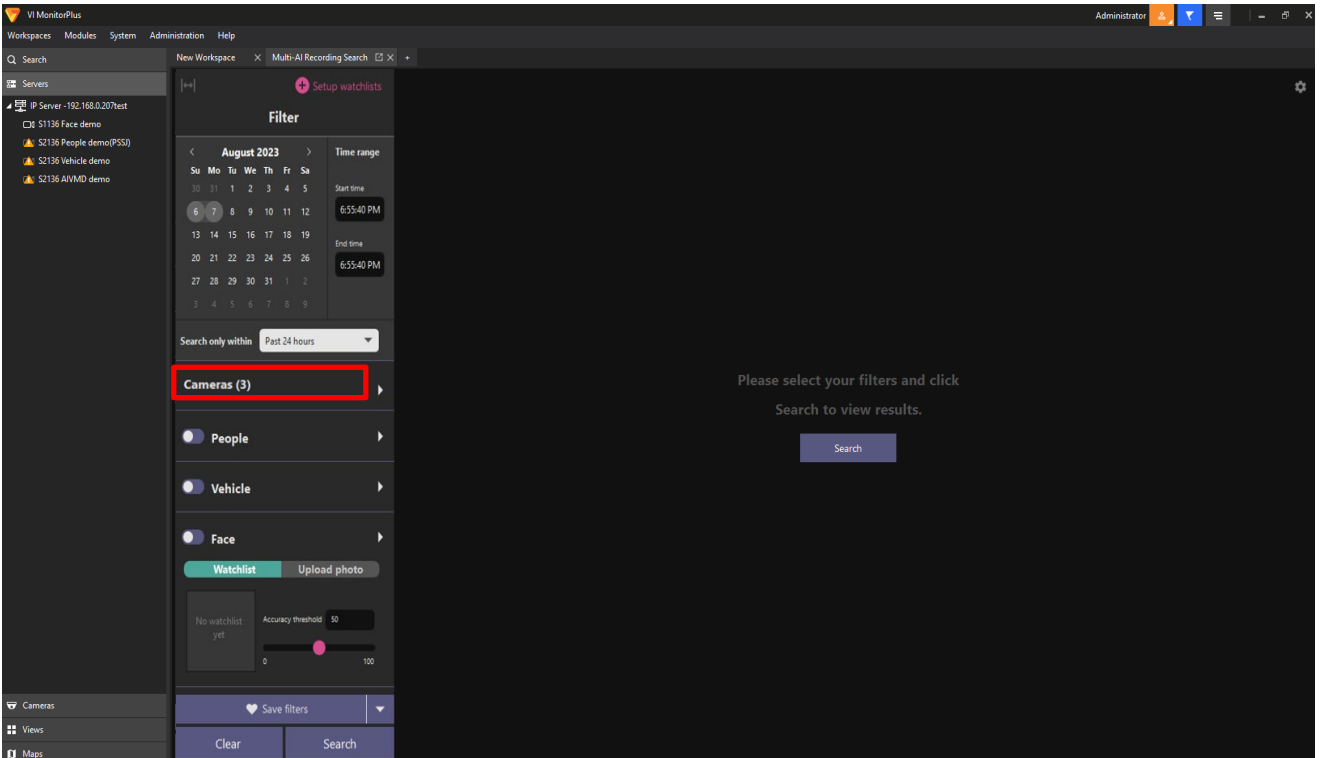 VI MonitorPlus
Administrator
Workspaces Modules System Administration Help
Search
New Workspace
Multi-AI Recording Search
Servers
IP Server -192.168.0.207test
S1136 Face demo
S2136 People demo(PSSJ)
S2136 Vehicle demo
S2136 AIVMD demo
Setup watchlists
Filter
August 2023
Su Mo Tu We Th Fr Sa
30 31 1 2 3 4 5
6 7 8 9 10 11 12
13 14 15 16 17 18 19
20 21 22 23 24 25 26
27 28 29 30 31 1 2
3 4 5 6 7 8 9
Time range
Start time
6:55:40 PM
End time
6:55:40 PM
Search only within Past 24 hours
Cameras (3)
People
Vehicle
Face
Watchlist Upload photo
No watchlist
yet
Accuracy threshold 50
0 100
Save filters
Clear Search
Please select your filters and click
Search to view results.
Search
Cameras
Views
Maps